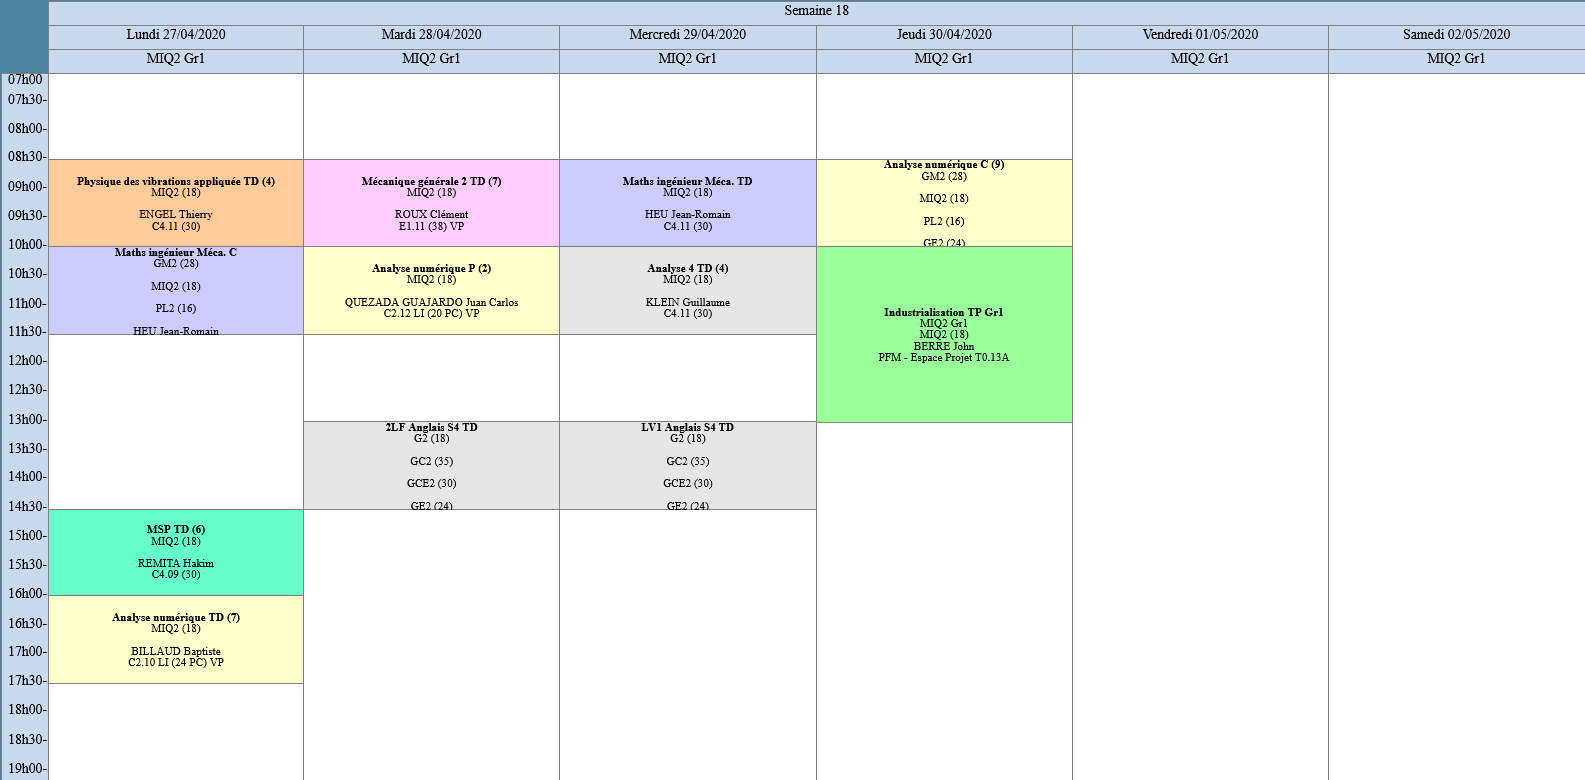 Semaine 18
Lundi 27/04/2020
Mardi 28/04/2020
Mercredi 29/04/2020
Jeudi 30/04/2020
Vendredi 01/05/2020
Samedi 02/05/2020
MIQ2 Gr1
MIQ2 Gr1
MIQ2 Gr1
MIQ2 Gr1
MIQ2 Gr1
MIQ2 Gr1
07h00
07h30-
08h00-
08h30-
09h00-
09h30-
10h00-
10h30-
11h00-
11h30-
12h00-
12h30-
13h00-
13h30-
14h00-
14h30-
15h00-
15h30-
16h00-
16h30-
17h00-
17h30-
18h00-
18h30-
19h00-
Physique des vibrations appliquée TD (4)
MIQ2 (18)
ENGEL Thierry
C4.11 (30)
Maths ingénieur Méca. C
GM2 (28)
MIQ2 (18)
PL2 (16)
HEU Jean-Romain
MSP TD (6)
MIQ2 (18)
REMITA Hakim
C4.09 (30)
Analyse numérique TD (7)
MIQ2 (18)
BILLAUD Baptiste
C2.10 LI (24 PC) VP
Mécanique générale 2 TD (7)
MIQ2 (18)
ROUX Clément
E1.11 (38) VP
Analyse numérique P (2)
MIQ2 (18)
QUEZADA GUAJARDO Juan Carlos
C2.12 LI (20 PC) VP
2LF Anglais S4 TD
G2 (18)
GC2 (35)
GCE2 (30)
GE2 (24)
Maths ingénieur Méca. TD
MIQ2 (18)
HEU Jean-Romain
C4.11 (30)
Analyse 4 TD (4)
MIQ2 (18)
KLEIN Guillaume
C4.11 (30)
LV1 Anglais S4 TD
G2 (18)
GC2 (35)
GCE2 (30)
GE2 (24)
Analyse numérique C (9)
GM2 (28)
MIQ2 (18)
PL2 (16)
GE2 (24)
Industrialisation TP Gr1
MIQ2 Gr1
MIQ2 (18)
BERRE John
PFM - Espace Projet T0.13A